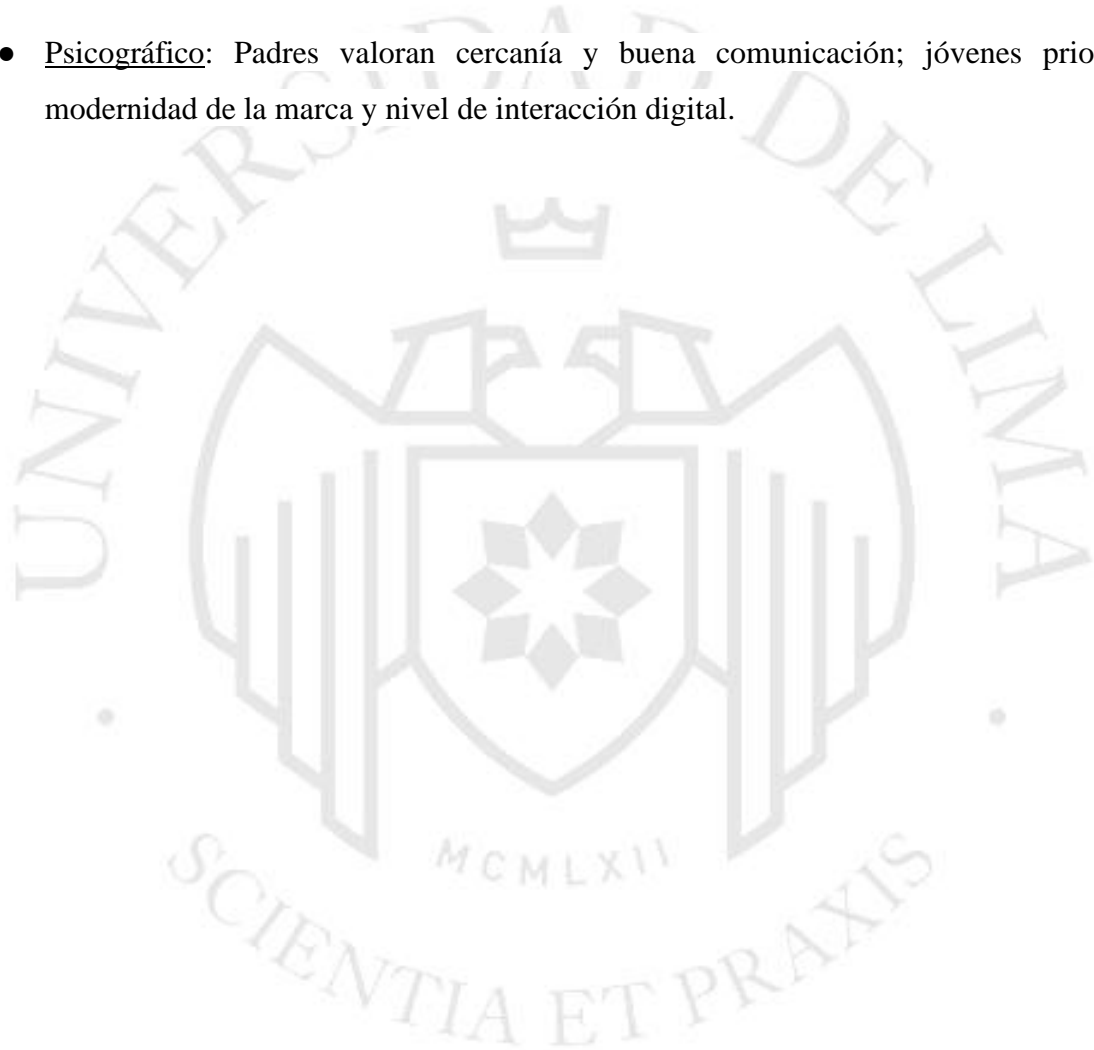 ● Psicográfico: Padres valoran cercanía y buena comunicación; jóvenes prio
modernidad de la marca y nivel de interacción digital.
UNIVERSIDAD DE LIMA
MCMLXII
SCIENTIA ET PRAXIS